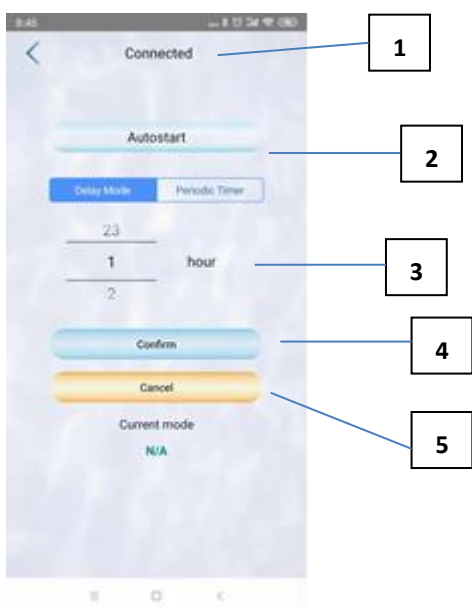 9:45
Connected
1
Autostart
2
Delay Mode Periodic Timer
23
1 hour
3
2
Confirm
4
Cancel
5
Current mode
N/A